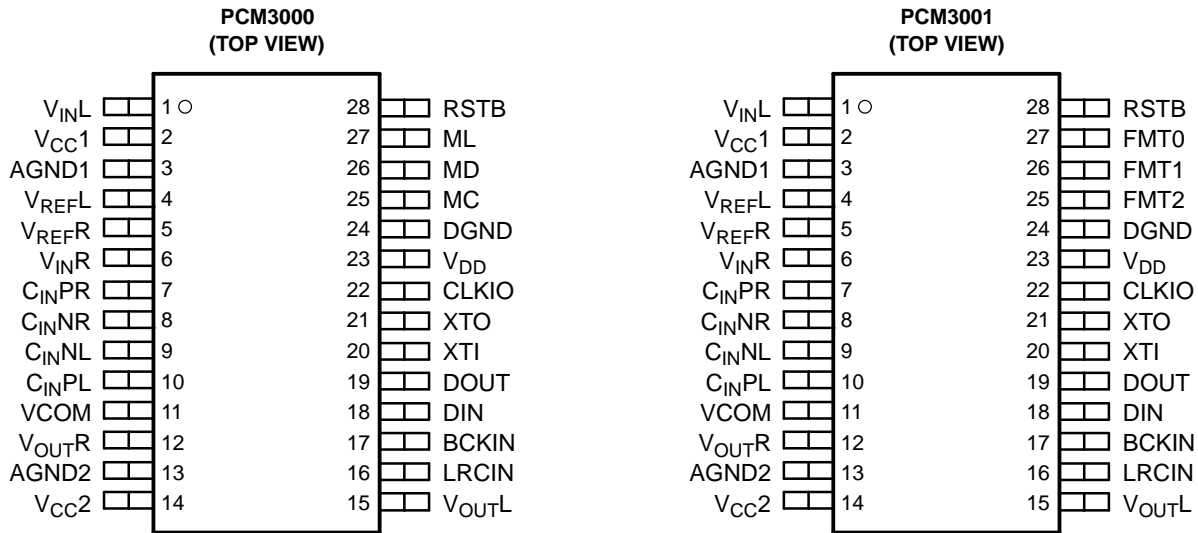 PCM3000
(TOP VIEW)
VINL 1 28 RSTB
VCC1 2 27 ML
AGND1 3 26 MD
VREFL 4 25 MC
VREFR 5 24 DGND
VINR 6 23 VDD
CINPR 7 22 CLKIO
CINNR 8 21 XTO
CINNL 9 20 XTI
CINPL 10 19 DOUT
VCOM 11 18 DIN
VOUTR 12 17 BCKIN
AGND2 13 16 LRCIN
VCC2 14 15 VOUTL
PCM3001
(TOP VIEW)
VINL 1 28 RSTB
VCC1 2 27 FMT0
AGND1 3 26 FMT1
VREFL 4 25 FMT2
VREFR 5 24 DGND
VINR 6 23 VDD
CINPR 7 22 CLKIO
CINNR 8 21 XTO
CINNL 9 20 XTI
CINPL 10 19 DOUT
VCOM 11 18 DIN
VOUTR 12 17 BCKIN
AGND2 13 16 LRCIN
VCC2 14 15 VOUTL